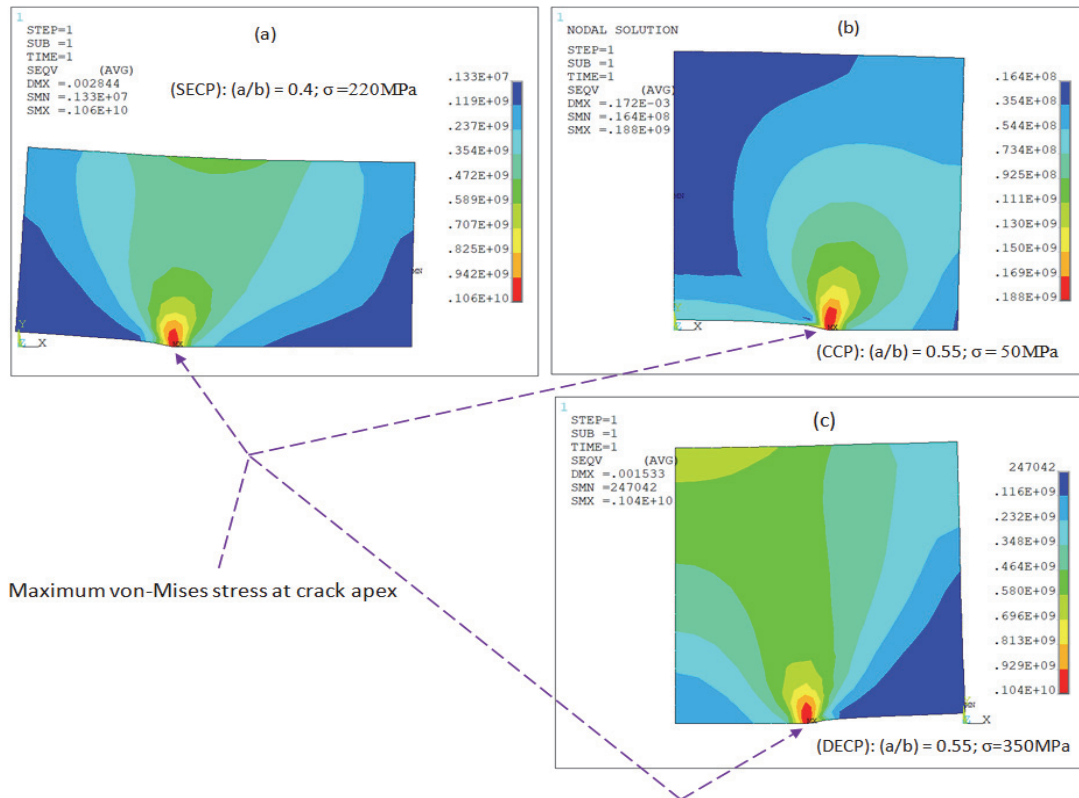 1
(a)
STEP=1
SUB =1
TIME=1
SEQV (AVG)
DMX =.002844
SMN =.133E+07
SMX =.106E+10
(SECP): (a/b) = 0.4; σ=220MPa
.133E+07
.119E+09
.237E+09
.354E+09
.472E+09
.589E+09
.707E+09
.825E+09
.942E+09
.106E+10
Y
Z X
MX
1
(b)
NODAL SOLUTION
STEP=1
SUB =1
TIME=1
SEQV (AVG)
DMX =.172E-03
SMN =.164E+08
SMX =.188E+09
.164E+08
.354E+08
.544E+08
.734E+08
.925E+08
.111E+09
.130E+09
.150E+09
.169E+09
.188E+09
Y
Z X
MX
(CCP): (a/b) = 0.55; σ= 50MPa
1
(c)
STEP=1
SUB =1
TIME=1
SEQV (AVG)
DMX =.001533
SMN =247042
SMX =.104E+10
247042
.116E+09
.232E+09
.348E+09
.464E+09
.580E+09
.696E+09
.813E+09
.929E+09
.104E+10
MX
X
(DECP): (a/b) = 0.55; σ=350MPa
Maximum von-Mises stress at crack apex